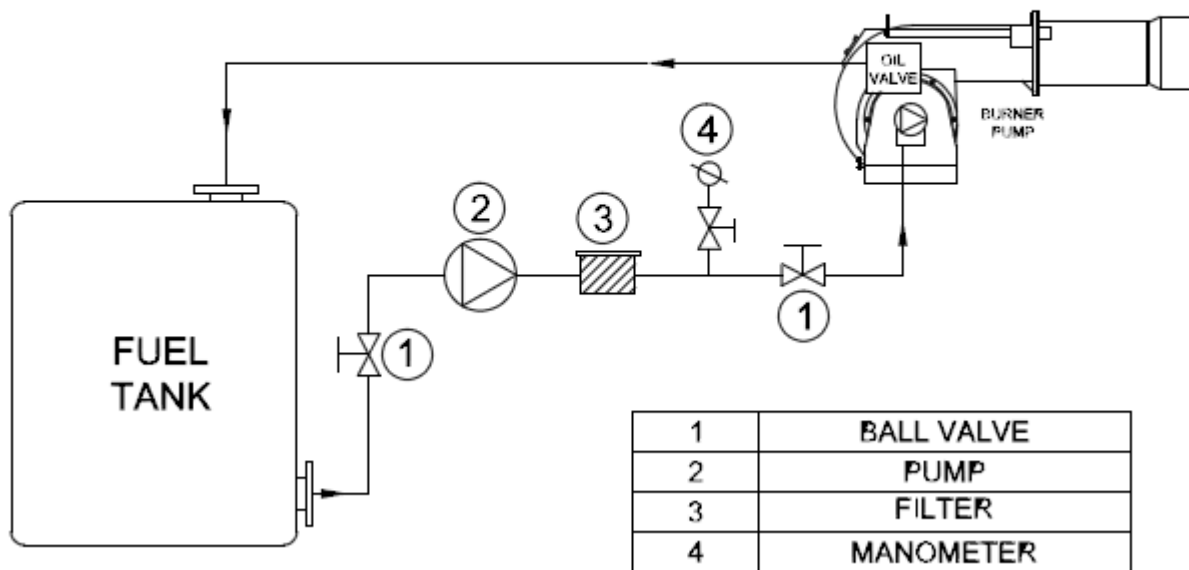 OIL
VALVE
BURNER
PUMP
4
2
3
1
1
FUEL
TANK
1 BALL VALVE
2 PUMP
3 FILTER
4 MANOMETER